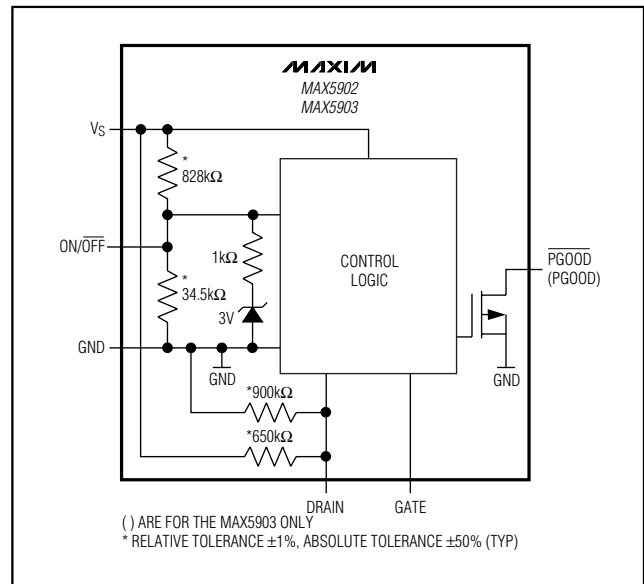 MAXIM
MAX5902
MAX5903
VS
*
828kΩ
ON/OFF
1kΩ
CONTROL
LOGIC
PGOOD
(PGOOD)
*
34.5kΩ
3V
GND
GND
GND
*900kΩ
*650kΩ
DRAIN
GATE
( ) ARE FOR THE MAX5903 ONLY
* RELATIVE TOLERANCE ±1%, ABSOLUTE TOLERANCE ±50% (TYP)